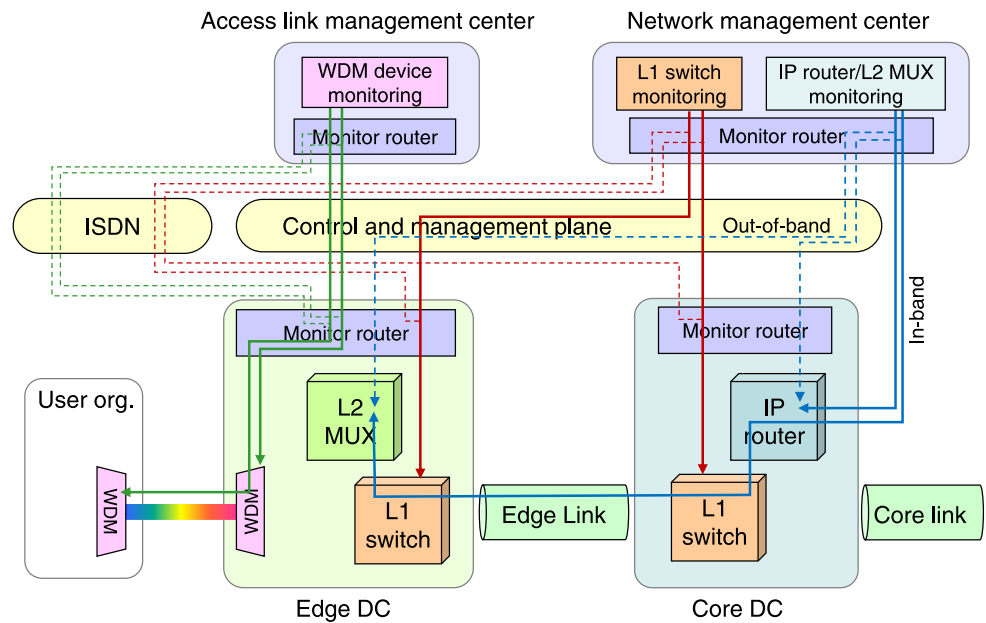 Access link management center
Network management center
WDM device
monitoring
L1 switch
monitoring
IP router/L2 MUX
monitoring
Monitor router
Monitor router
ISDN
Control and management plane
Out-of-band
In-band
Monitor router
Monitor router
User org.
L2
MUX
IP
router
WDM
WDM
L1
switch
Edge Link
L1
switch
Core link
Edge DC
Core DC